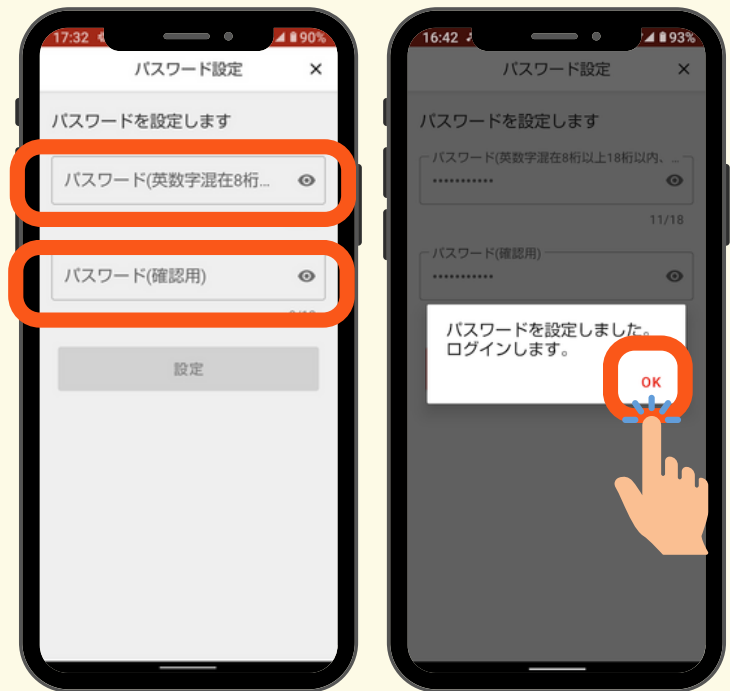 17:32
90%
パスワード設定
×
パスワードを設定します
パスワード(英数字混在8桁...
パスワード(確認用)
設定
16:42
93%
パスワード設定
×
パスワードを設定します
パスワード(英数字混在8桁以上18桁以内、...
•••••••••••
11/18
パスワード(確認用)
•••••••••••
パスワードを設定しました。
ログインします。
OK